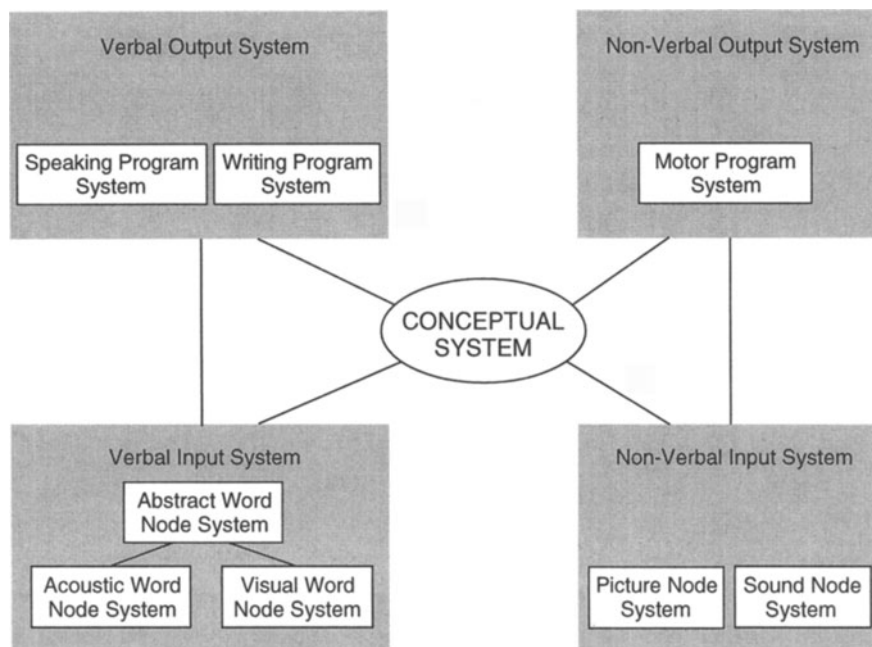 Verbal Output System
Non-Verbal Output System
Speaking Program
System
Writing Program
System
Motor Program
System
CONCEPTUAL
SYSTEM
Verbal Input System
Non-Verbal Input System
Abstract Word
Node System
Acoustic Word
Node System
Visual Word
Node System
Picture Node
System
Sound Node
System